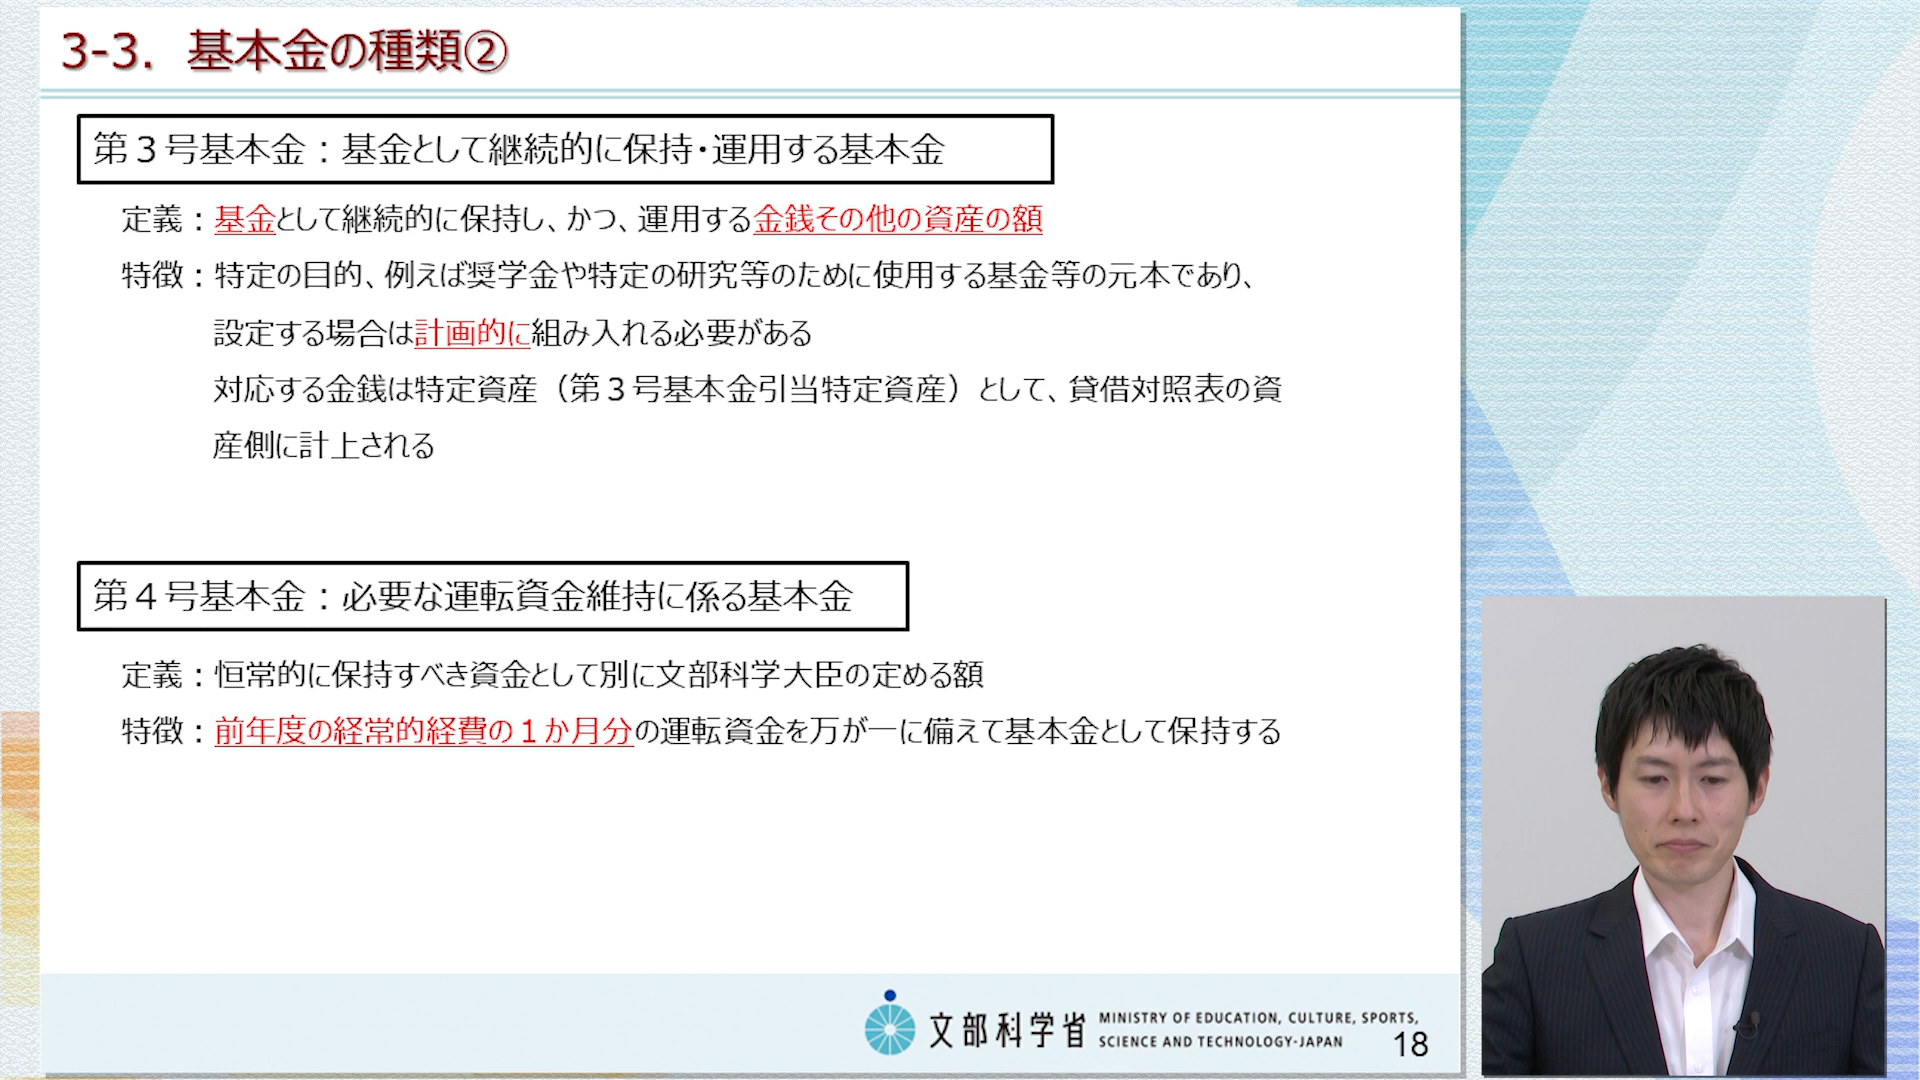 3-3．基本金の種類②
第３号基本金：基金として継続的に保持・運用する基本金
定義：基金として継続的に保持し、かつ、運用する金銭その他の資産の額
特徴：特定の目的、例えば奨学金や特定の研究等のために使用する基金等の元本であり、
設定する場合は計画的に組み入れる必要がある
対応する金銭は特定資産（第３号基本金引当特定資産）として、貸借対照表の資
産側に計上される
第４号基本金：必要な運転資金維持に係る基本金
定義：恒常的に保持すべき資金として別に文部科学大臣の定める額
特徴：前年度の経常的経費の１か月分の運転資金を万が一に備えて基本金として保持する
文部科学省
MINISTRY OF EDUCATION, CULTURE, SPORTS,
SCIENCE AND TECHNOLOGY-JAPAN
18